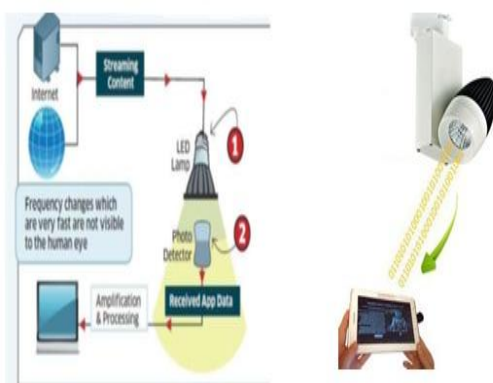 Internet
Streaming
Content
LED
Lamp
1
Frequency changes which
are very fast are not visible
to the human eye
Photo
Detector
2
Amplification
& Processing
Received App Data